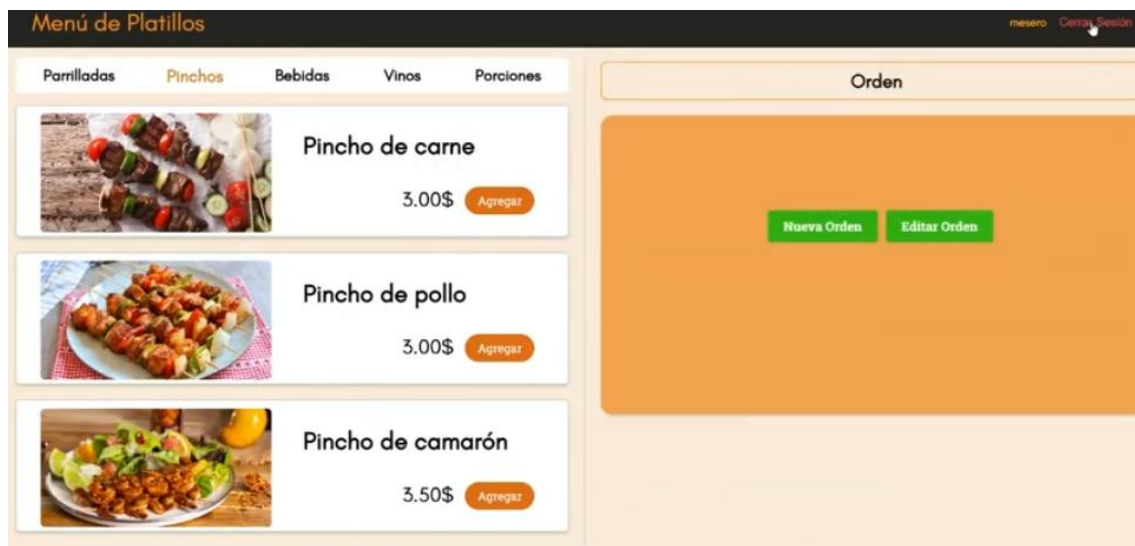 Menú de Platillos
mesero Cerrar Sesión
Parrilladas Pinchos Bebidas Vinos Porciones
Pincho de carne
3.00$ Agregar
Pincho de pollo
3.00$ Agregar
Pincho de camarón
3.50$ Agregar
Orden
Nueva Orden Editar Orden